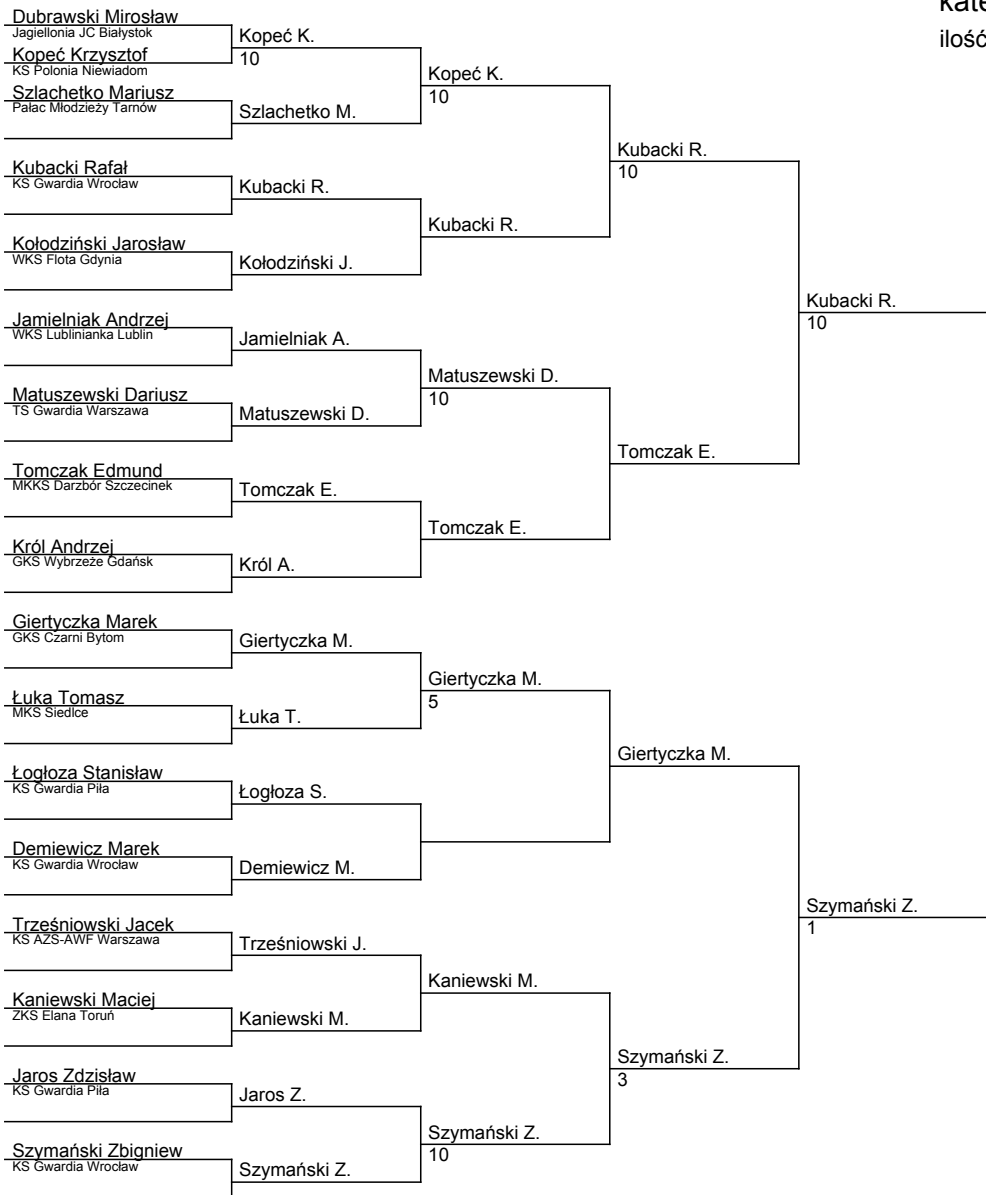 Dubrawski Mirosław
Jagiellonia JC Białystok
Kopeć Krzysztof
KS Polonia Niewiadom
Szlachetko Mariusz
Pałac Młodzieży Tarnów
Kubacki Rafał
KS Gwardia Wrocław
Kołodziński Jarosław
WKS Flota Gdynia
Jamielniak Andrzej
WKS Lublinianka Lublin
Matuszewski Dariusz
TS Gwardia Warszawa
Tomczak Edmund
MKKS Darzbór Szczecinek
Król Andrzej
GKS Wybrzeże Gdańsk
Giertyczka Marek
GKS Czarni Bytom
Łuka Tomasz
MKS Siedlce
Łogłoza Stanisław
KS Gwardia Piła
Demiewicz Marek
KS Gwardia Wrocław
Trześniowski Jacek
KS AZS-AWF Warszawa
Kaniewski Maciej
ZKS Elana Toruń
Jaros Zdzisław
KS Gwardia Piła
Szymański Zbigniew
KS Gwardia Wrocław
Kopeć K.
10
Szlachetko M.
Kubacki R.
Kołodziński J.
Jamielniak A.
Matuszewski D.
Tomczak E.
Król A.
Giertyczka M.
Łuka T.
Łogłoza S.
Demiewicz M.
Trześniowski J.
Kaniewski M.
Jaros Z.
Szymański Z.
Kopeć K.
10
Kubacki R.
Matuszewski D.
10
Tomczak E.
Giertyczka M.
5
Kaniewski M.
Szymański Z.
10
Kubacki R.
10
Tomczak E.
Giertyczka M.
Szymański Z.
3
Kubacki R.
10
Szymański Z.
1
kate
ilość